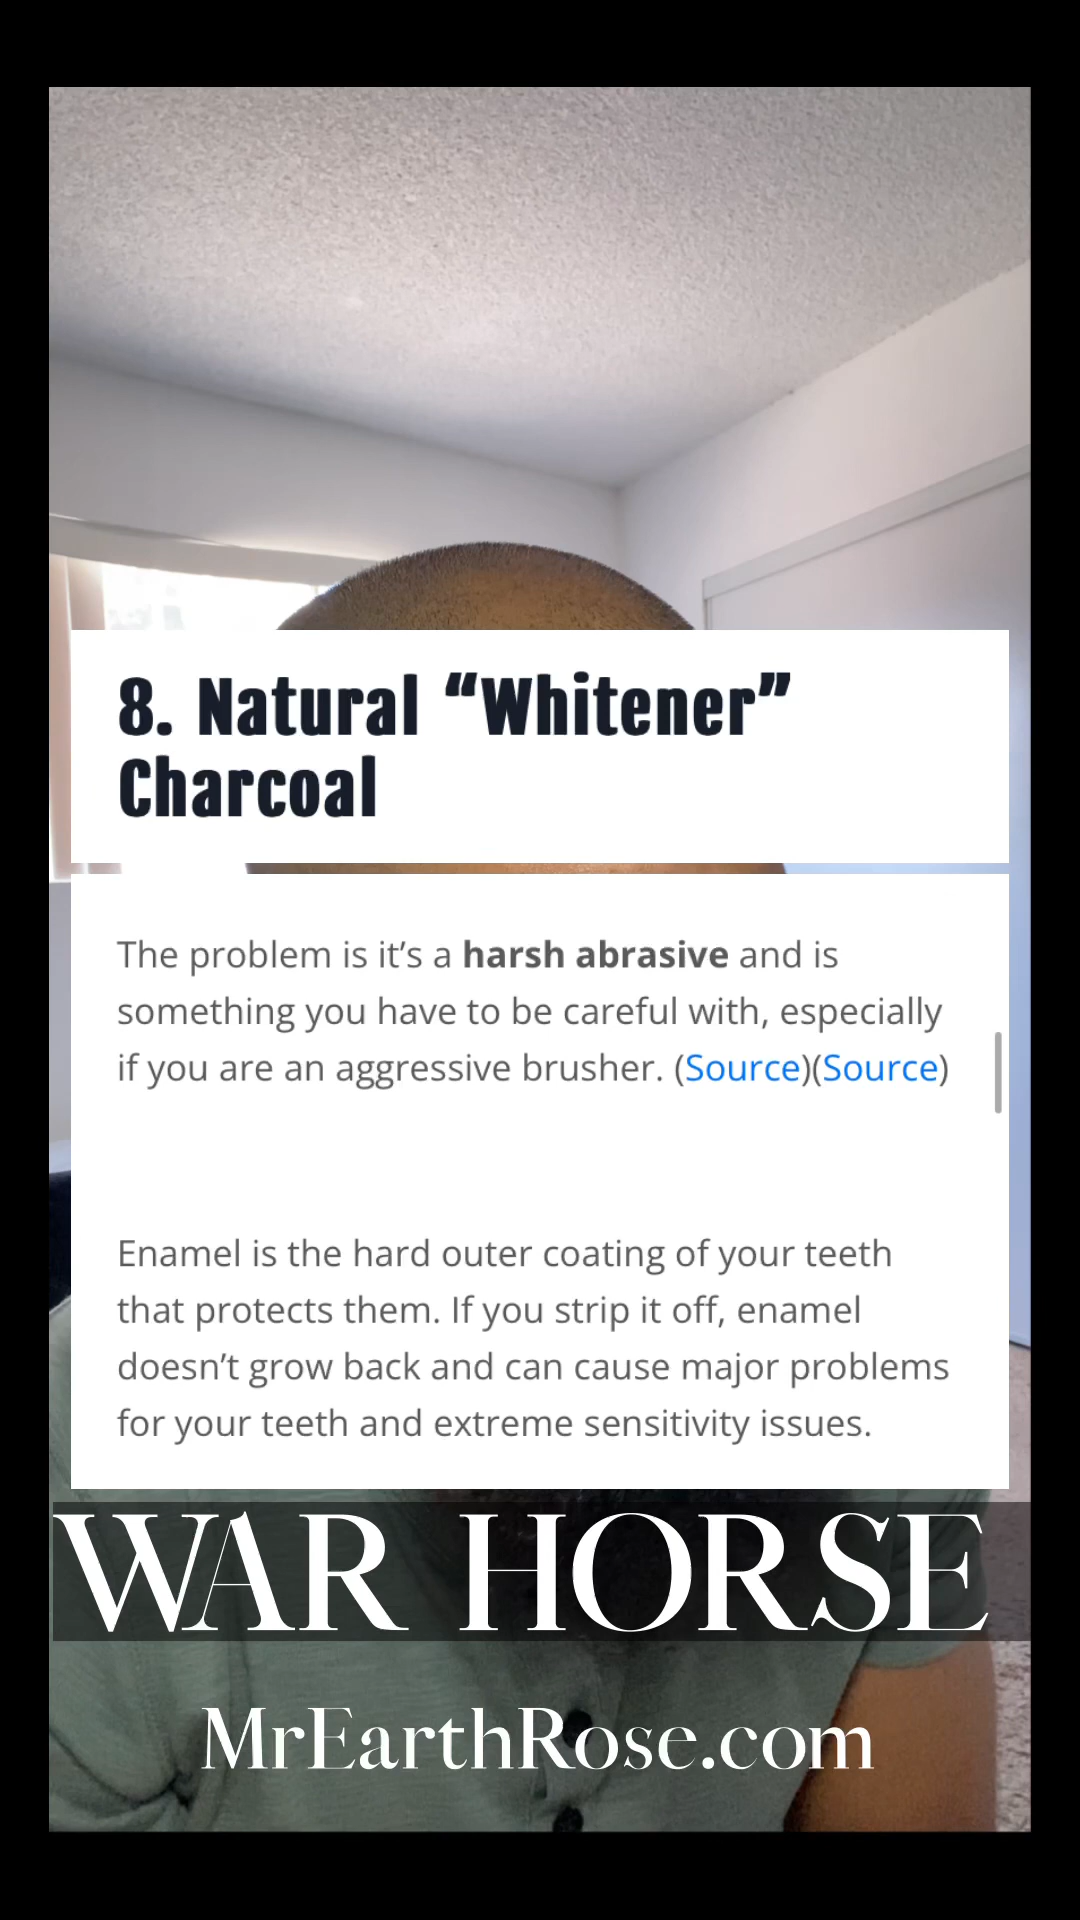 8. Natural “Whitener”
Charcoal
The problem is it’s a harsh abrasive and is
something you have to be careful with, especially
if you are an aggressive brusher. (Source)(Source)
Enamel is the hard outer coating of your teeth
that protects them. If you strip it off, enamel
doesn’t grow back and can cause major problems
for your teeth and extreme sensitivity issues.
WAR HORSE
MrEarthRose.com